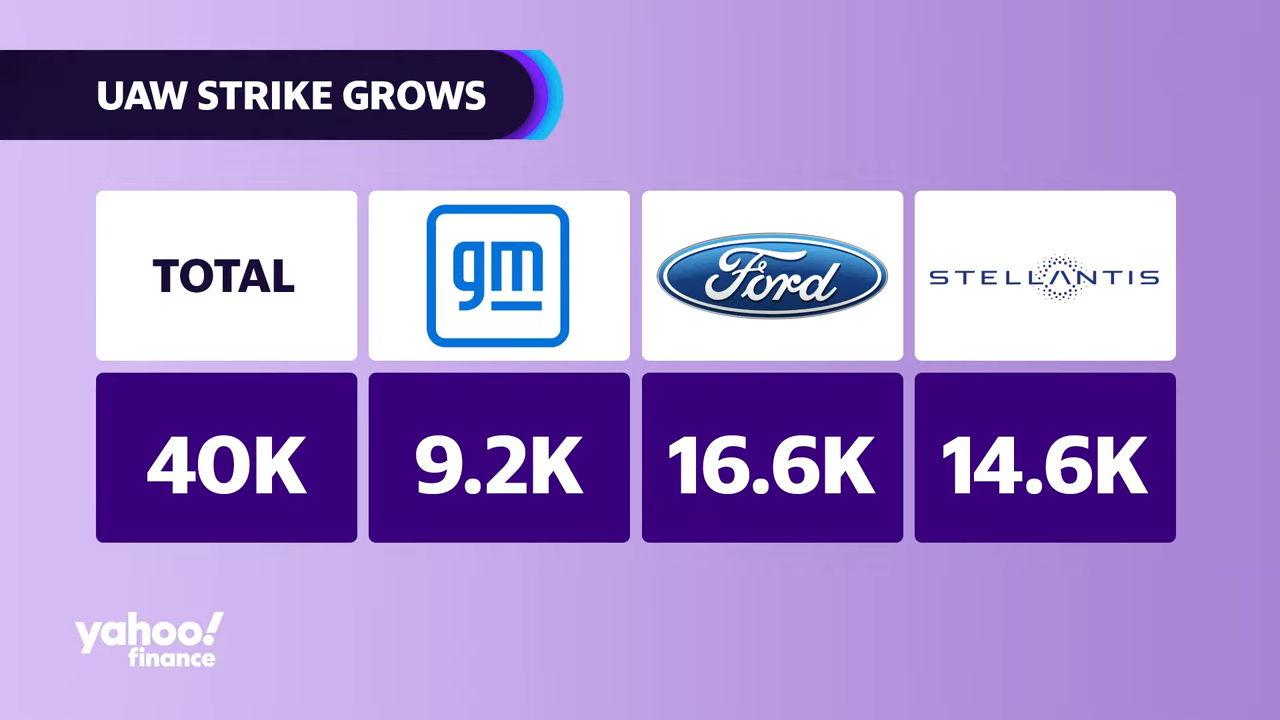 UAW STRIKE GROWS
TOTAL
gm
Ford
STELLANTIS
40K
9.2K
16.6K
14.6K
yahoo!
finance